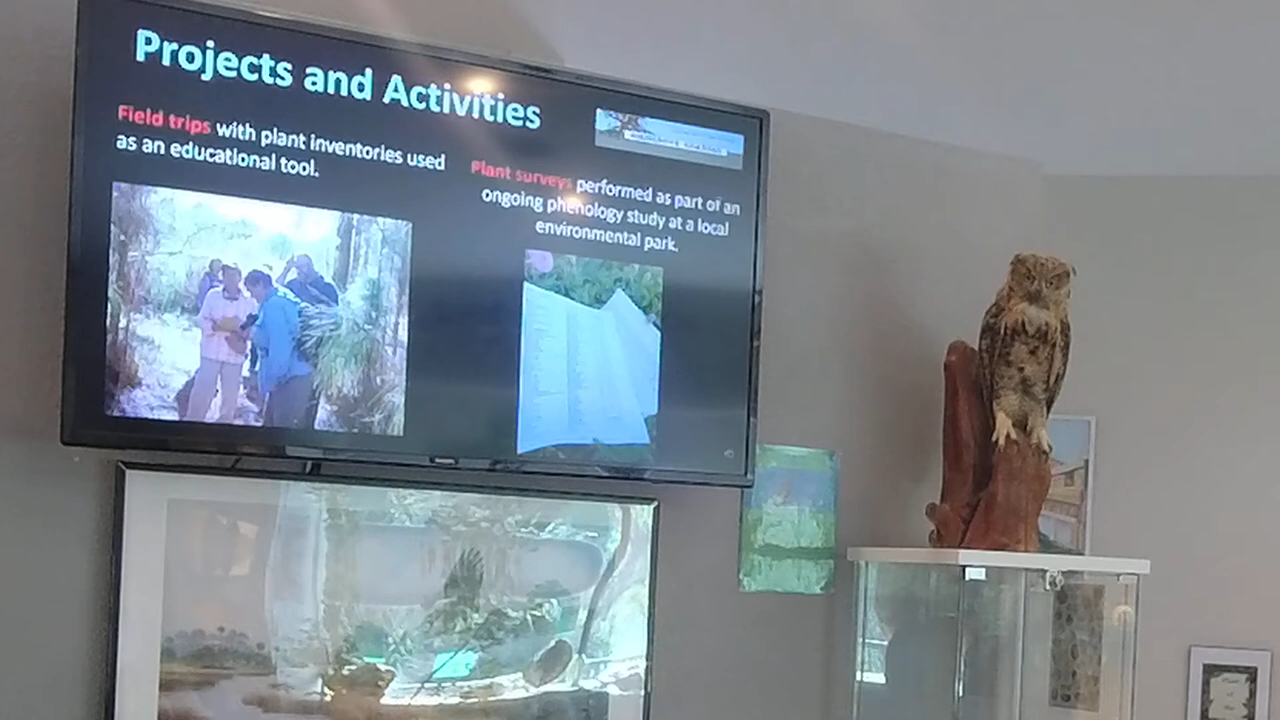 Projects and Activities
Field trips with plant inventories used
as an educational tool.
Plant surveys performed as part of an
ongoing phenology study at a local
environmental park.